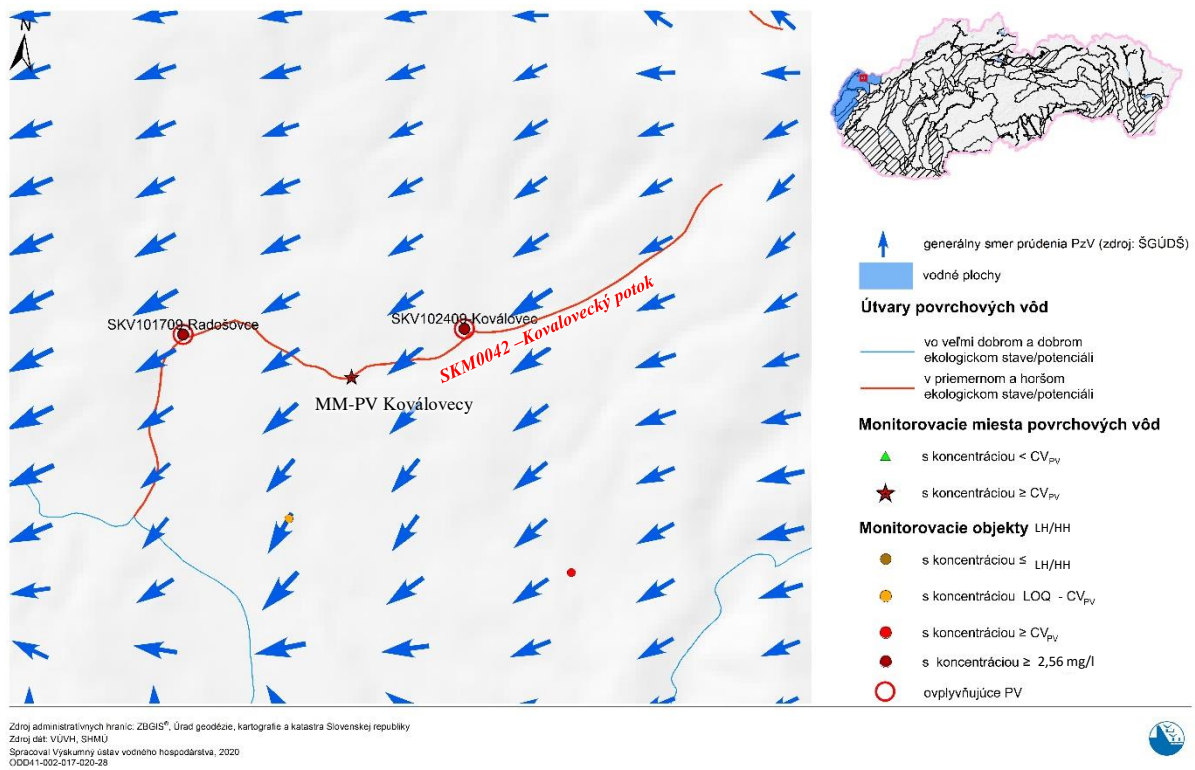 N
SKV101709 Radošovce
SKV102409 Koválovec
SKM0042 –Kovalovecký potok
MM-PV Koválovecy
generálny smer prúdenia PzV (zdroj: ŠGÚDŠ)
vodné plochy
Útvary povrchových vôd
vo veľmi dobrom a dobrom
ekologickom stave/potenciáli
v priemernom a horšom
ekologickom stave/potenciáli
Monitorovacie miesta povrchových vôd
s koncentráciou < CVPV
s koncentráciou ≥ CVPV
Monitorovacie objekty LH/HH
s koncentráciou ≤ LH/HH
s koncentráciou LOQ - CVPV
s koncentráciou ≥ CVPV
s koncentráciou ≥ 2,56 mg/l
ovplyvňujúce PV
Zdroj administratívnych hraníc: ZBGIS®, Úrad geodézie, kartografie a katastra Slovenskej republiky
Zdroj dát: VÚVH, SHMÚ
Spracoval Výskumný ústav vodného hospodárstva, 2020
ODD41-002-017-020-28